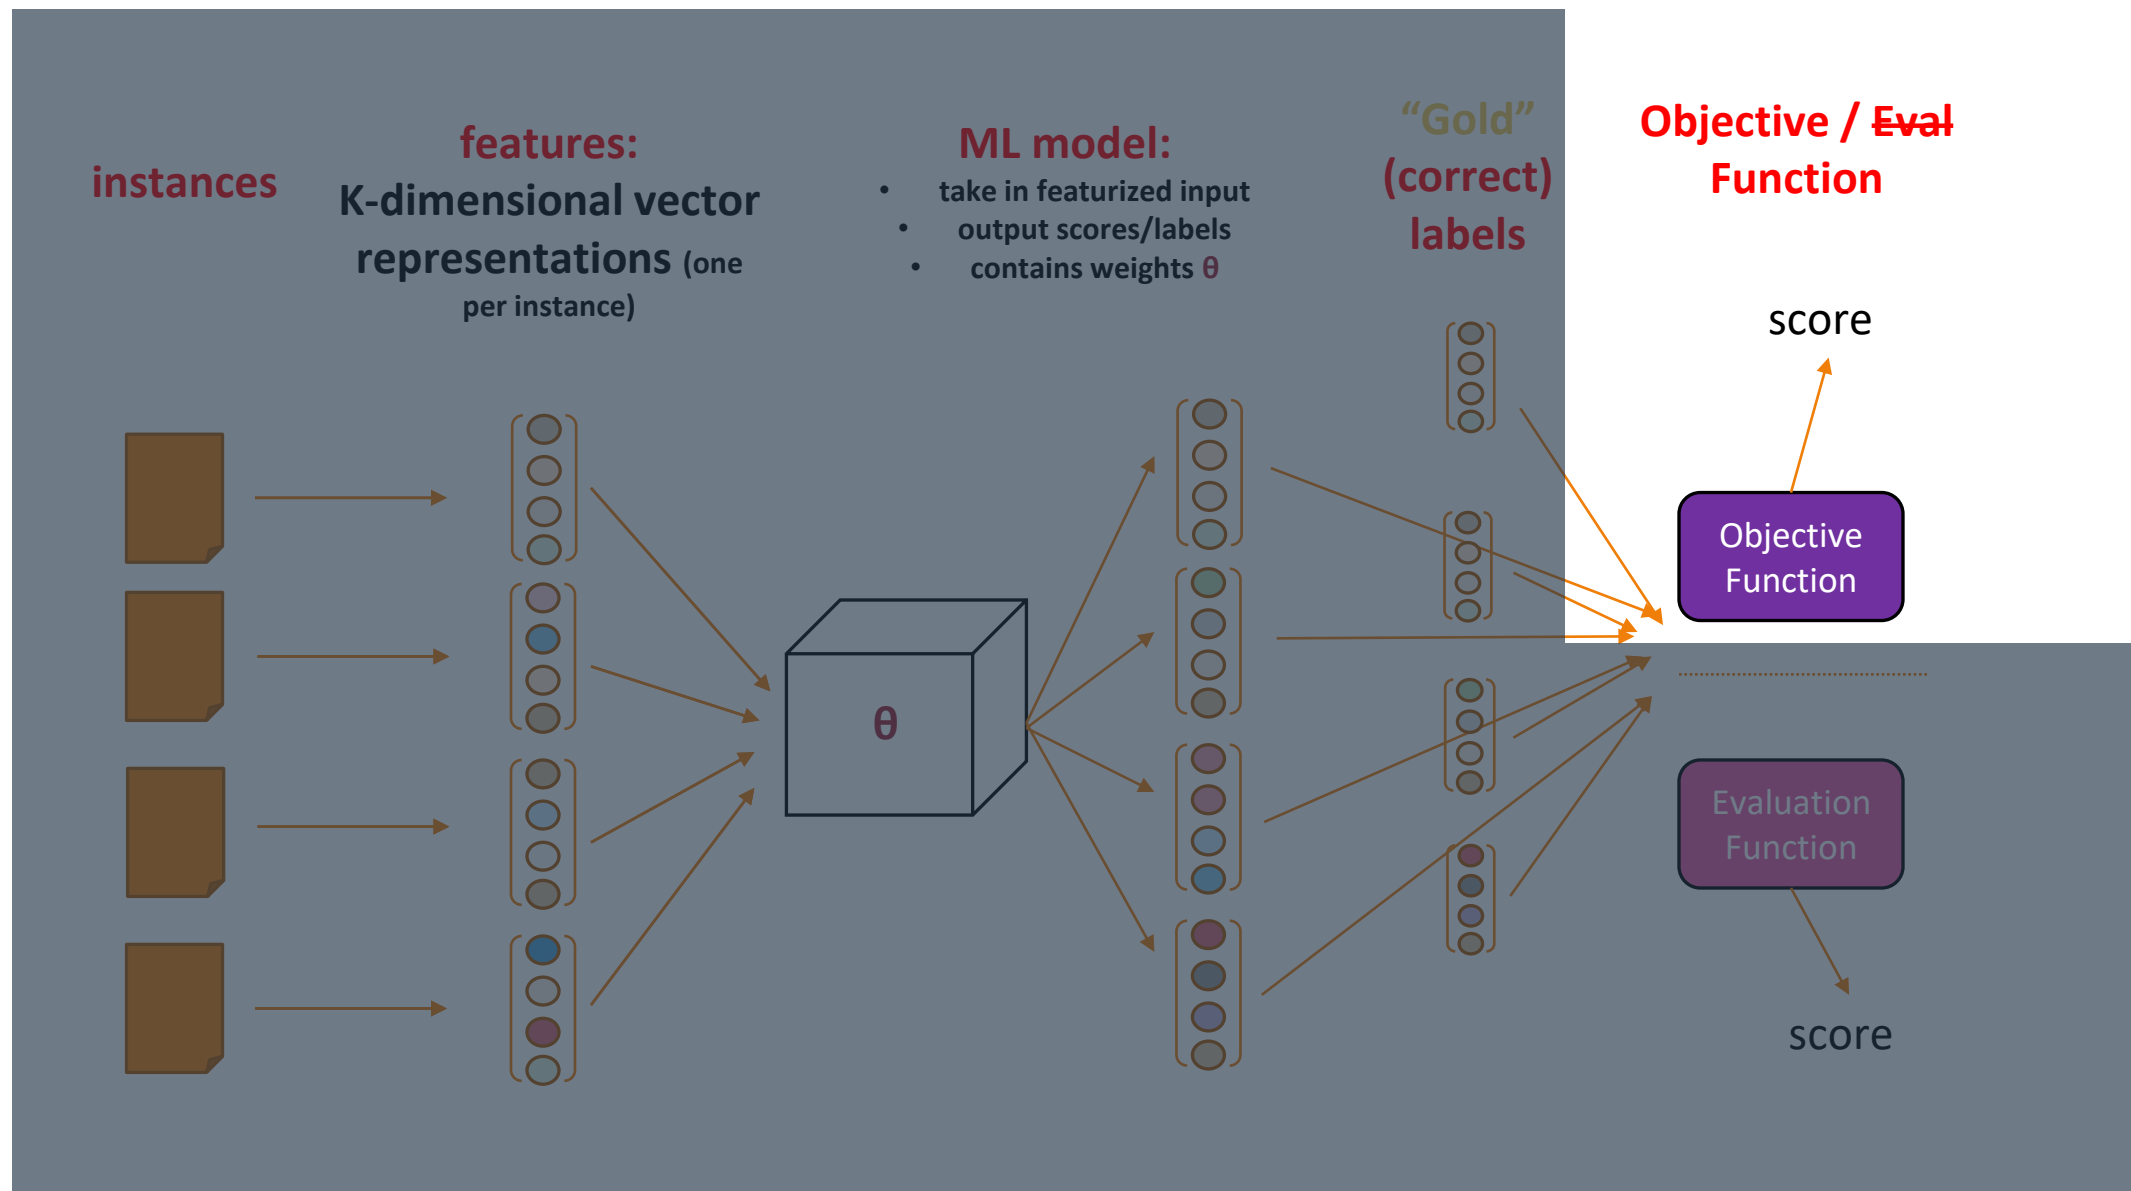 instances
features:
K-dimensional vector
representations (one
per instance)
ML model:
• take in featurized input
• output scores/labels
• contains weights θ
“Gold”
(correct)
labels
Objective / Eval
Function
score
Objective
Function
θ
Evaluation
Function
score